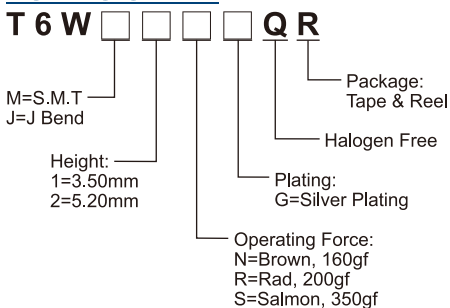 T6W□□□□QR
M=S.M.T
J=J Bend
Package:
Tape & Reel
Halogen Free
Height:
1=3.50mm
2=5.20mm
Plating:
G=Silver Plating
Operating Force:
N=Brown, 160gf
R=Rad, 200gf
S=Salmon, 350gf